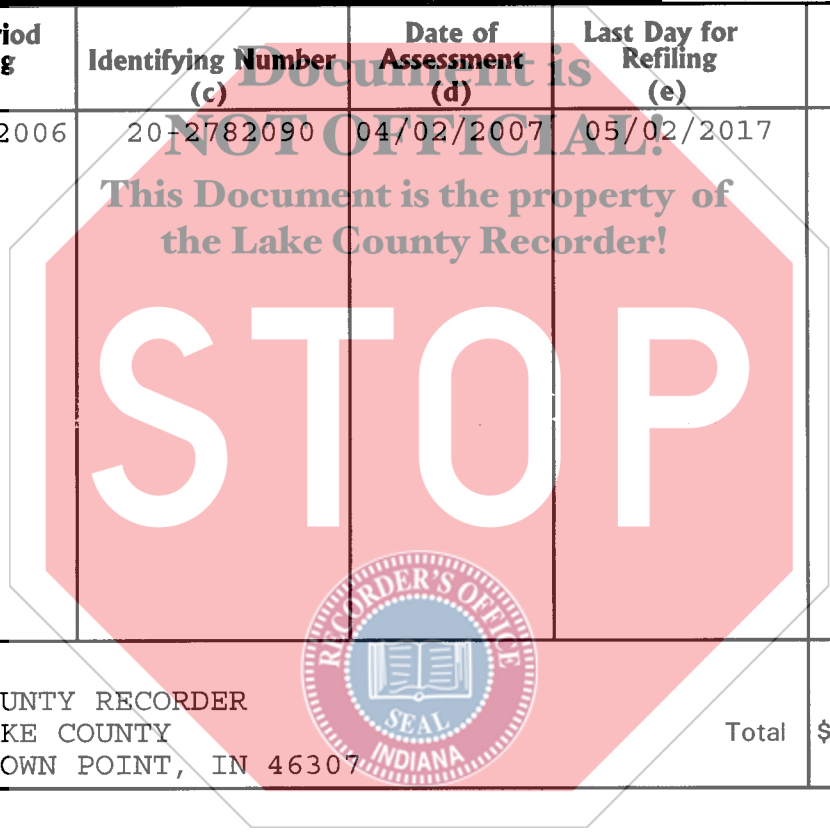 riod
g
Identifying Number
(c)
Date of
Assessment
(d)
Last Day for
Refiling
(e)
2006 20-2782090 04/02/2007 05/02/2017
Document is
NOT OFFICIAL!
This Document is the property of
the Lake County Recorder!
STOP
RECORDER'S OFFICE
SEAL
INDIANA
UNTY RECORDER
KE COUNTY
OWN POINT, IN 46307
Total $